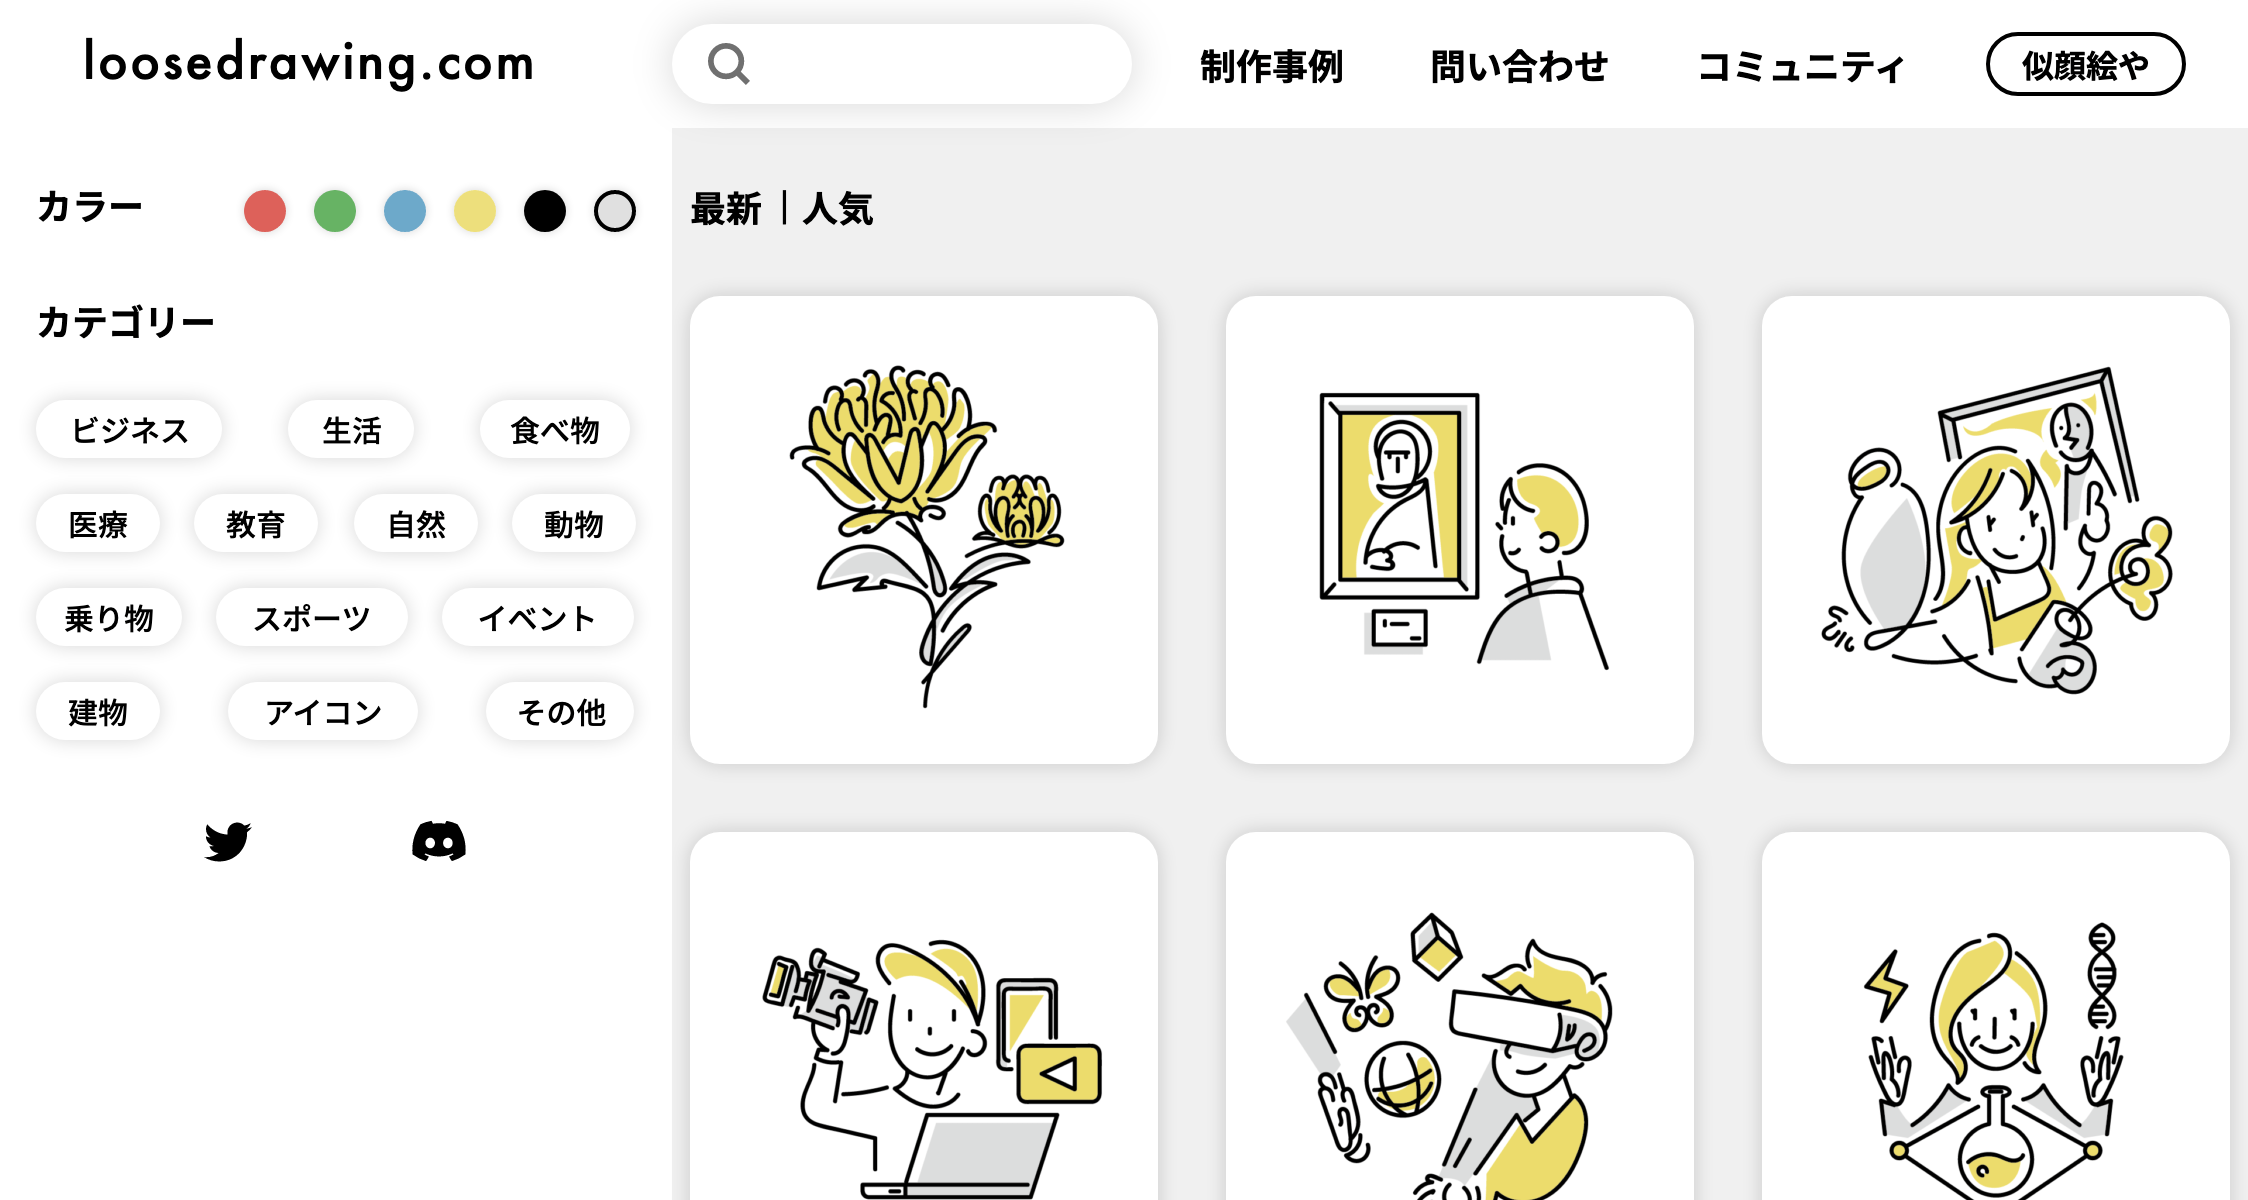 loosedrawing.com
制作事例 問い合わせ コミュニティ 似顔絵や
カラー
最新｜人気
カテゴリー
ビジネス 生活 食べ物
医療 教育 自然 動物
乗り物 スポーツ イベント
建物 アイコン その他